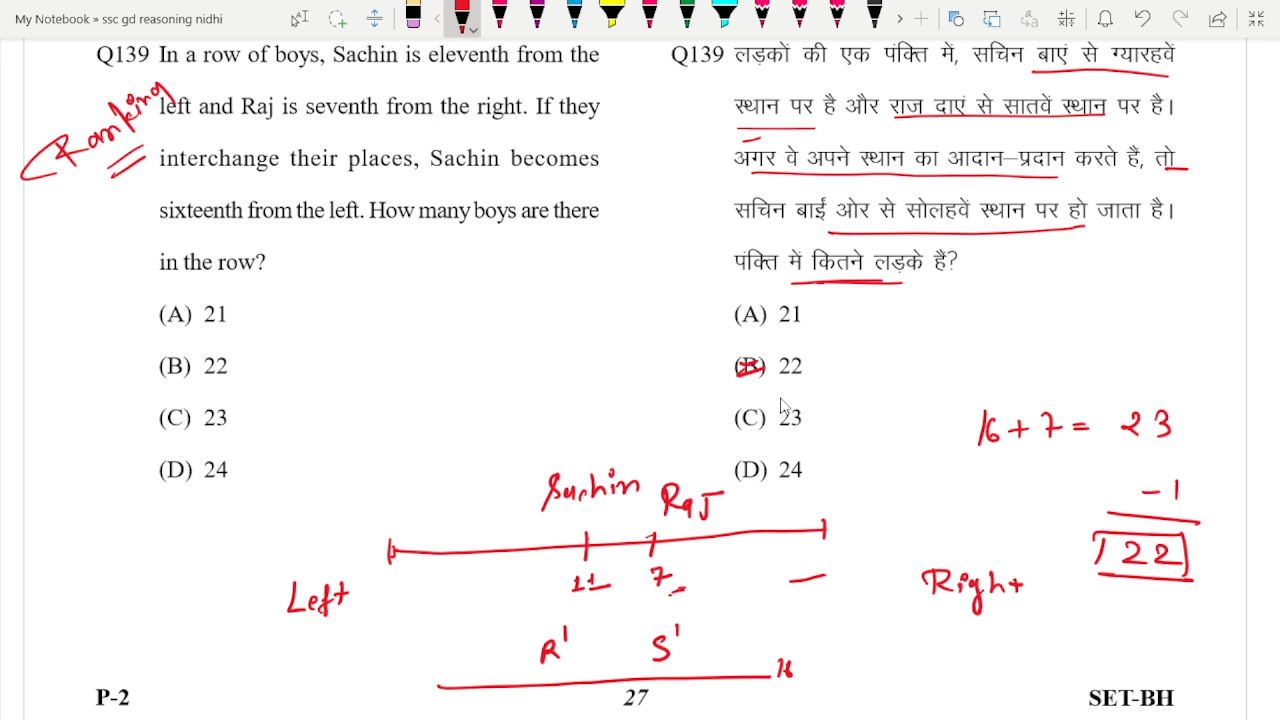 My Notebook » ssc gd reasoning nidhi
Q139 In a row of boys, Sachin is eleventh from the
left and Raj is seventh from the right. If they
interchange their places, Sachin becomes
sixteenth from the left. How many boys are there
in the row?
(A) 21
(B) 22
(C) 23
(D) 24
Ranking
Q139 लड़कों की एक पंक्ति में, सचिन बाएं से ग्यारहवें
स्थान पर है और राज दाएं से सातवें स्थान पर है।
अगर वे अपने स्थान का आदान–प्रदान करते हैं, तो
सचिन बाईं ओर से सोलहवें स्थान पर हो जाता है।
पंक्ति में कितने लड़के हैं?
(A) 21
(B) 22
(C) 23
(D) 24
16 + 7 = 23
- 1
22
Sachin Raj
11 7
Left Right
R' S'
16
P-2 27 SET-BH